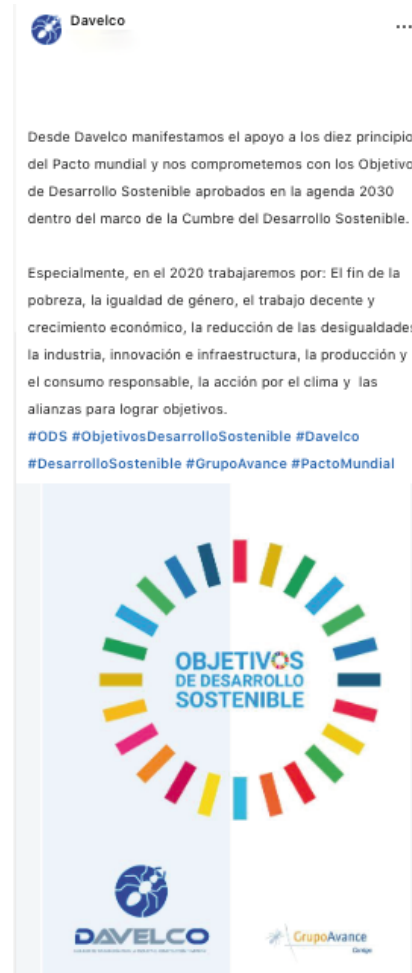 Davelco
Desde Davelco manifestamos el apoyo a los diez principio
del Pacto mundial y nos comprometemos con los Objetivo
de Desarrollo Sostenible aprobados en la agenda 2030
dentro del marco de la Cumbre del Desarrollo Sostenible.
Especialmente, en el 2020 trabajaremos por: El fin de la
pobreza, la igualdad de género, el trabajo decente y
crecimiento económico, la reducción de las desigualdades
la industria, innovación e infraestructura, la producción y
el consumo responsable, la acción por el clima y las
alianzas para lograr objetivos.
#ODS #ObjetivosDesarrolloSostenible #Davelco
#DesarrolloSostenible #GrupoAvance #PactoMundial
OBJETIVOS
DE DESARROLLO
SOSTENIBLE
DAVELCO
GrupoAvance